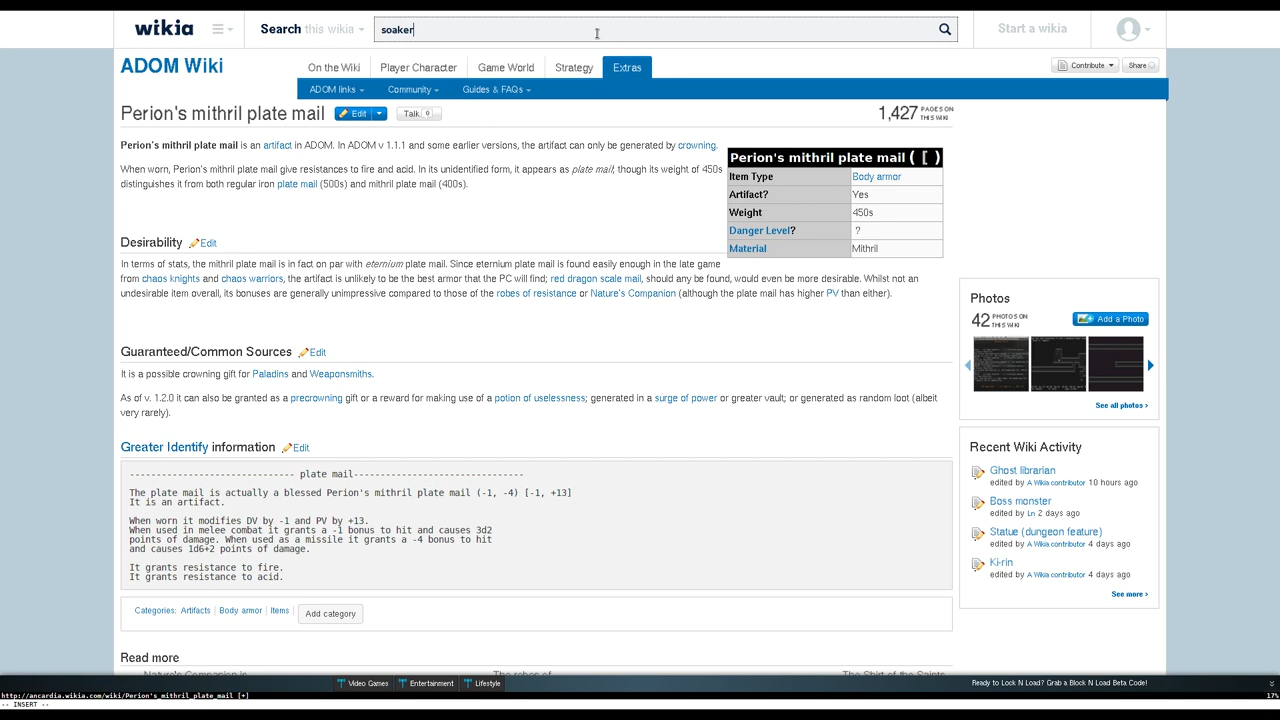 wikia
Search this wikia
soaker
Start a wikia
ADOM Wiki
On the Wiki
Player Character
Game World
Strategy
Extras
Contribute
Share
ADOM links
Community
Guides & FAQs
Perion's mithril plate mail
Edit
Talk 0
1,427 PAGES ON THIS WIKI
Perion's mithril plate mail is an artifact in ADOM. In ADOM v 1.1.1 and some earlier versions, the artifact can only be generated by crowning.
When worn, Perion's mithril plate mail give resistances to fire and acid. In its unidentified form, it appears as plate mail, though its weight of 450s
distinguishes it from both regular iron plate mail (500s) and mithril plate mail (400s).
Perion's mithril plate mail ( [ )
Item Type Body armor
Artifact? Yes
Weight 450s
Danger Level? ?
Material Mithril
Desirability Edit
In terms of stats, the mithril plate mail is in fact on par with eternium plate mail. Since eternium plate mail is found easily enough in the late game
from chaos knights and chaos warriors, the artifact is unlikely to be the best armor that the PC will find; red dragon scale mail, should any be found, would even be more desirable. Whilst not an
undesirable item overall, its bonuses are generally unimpressive compared to those of the robes of resistance or Nature's Companion (although the plate mail has higher PV than either).
Guaranteed/Common Sources Edit
It is a possible crowning gift for Paladins and Weaponsmiths.
As of v. 1.2.0 it can also be granted as a precrowning gift or a reward for making use of a potion of uselessness; generated in a surge of power or greater vault; or generated as random loot (albeit
very rarely).
Greater Identify information Edit
------------------------------- plate mail-------------------------------
The plate mail is actually a blessed Perion's mithril plate mail (-1, -4) [-1, +13]
It is an artifact.
When worn it modifies DV by -1 and PV by +13.
When used in melee combat it grants a -1 bonus to hit and causes 3d2
points of damage. When used as a missile it grants a -4 bonus to hit
and causes 1d6+2 points of damage.
It grants resistance to fire.
It grants resistance to acid.
Categories: Artifacts | Body armor | Items
Add category
Read more
Nature's Companion is
The robes of
The Shirt of the Saints
Photos
42 PHOTOS ON THIS WIKI
Add a Photo
See all photos >
Recent Wiki Activity
Ghost librarian
edited by A Wikia contributor 10 hours ago
Boss monster
edited by Ln 2 days ago
Statue (dungeon feature)
edited by A Wikia contributor 4 days ago
Ki-rin
edited by A Wikia contributor 4 days ago
See more >
Video Games
Entertainment
Lifestyle
Ready to Lock N Load? Grab a Block N Load Beta Code!
http://ancardia.wikia.com/wiki/Perion's_mithril_plate_mail [+]
17%
-- INSERT --